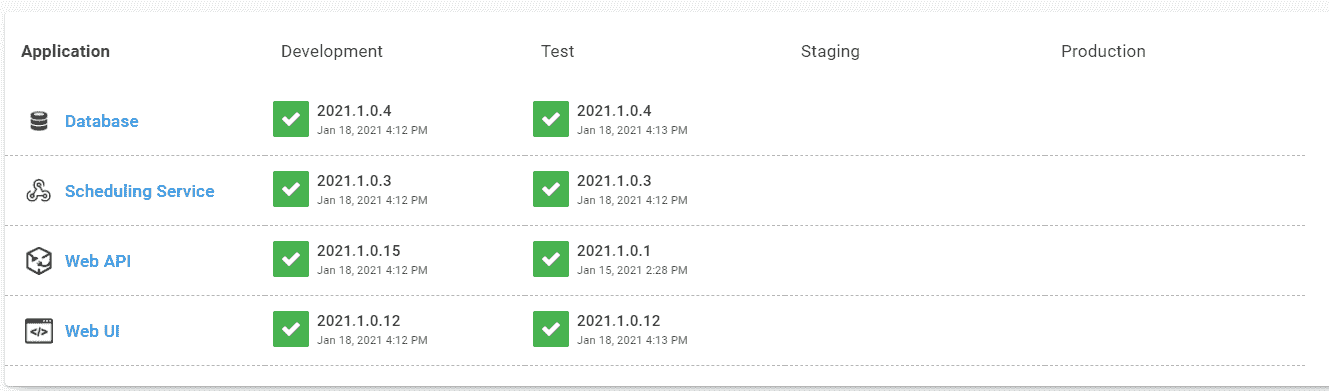 Application Development Test Staging Production
Database 2021.1.0.4 2021.1.0.4
Jan 18, 2021 4:12 PM Jan 18, 2021 4:13 PM
Scheduling Service 2021.1.0.3 2021.1.0.3
Jan 18, 2021 4:12 PM Jan 18, 2021 4:12 PM
Web API 2021.1.0.15 2021.1.0.1
Jan 18, 2021 4:12 PM Jan 15, 2021 2:28 PM
Web UI 2021.1.0.12 2021.1.0.12
Jan 18, 2021 4:12 PM Jan 18, 2021 4:13 PM